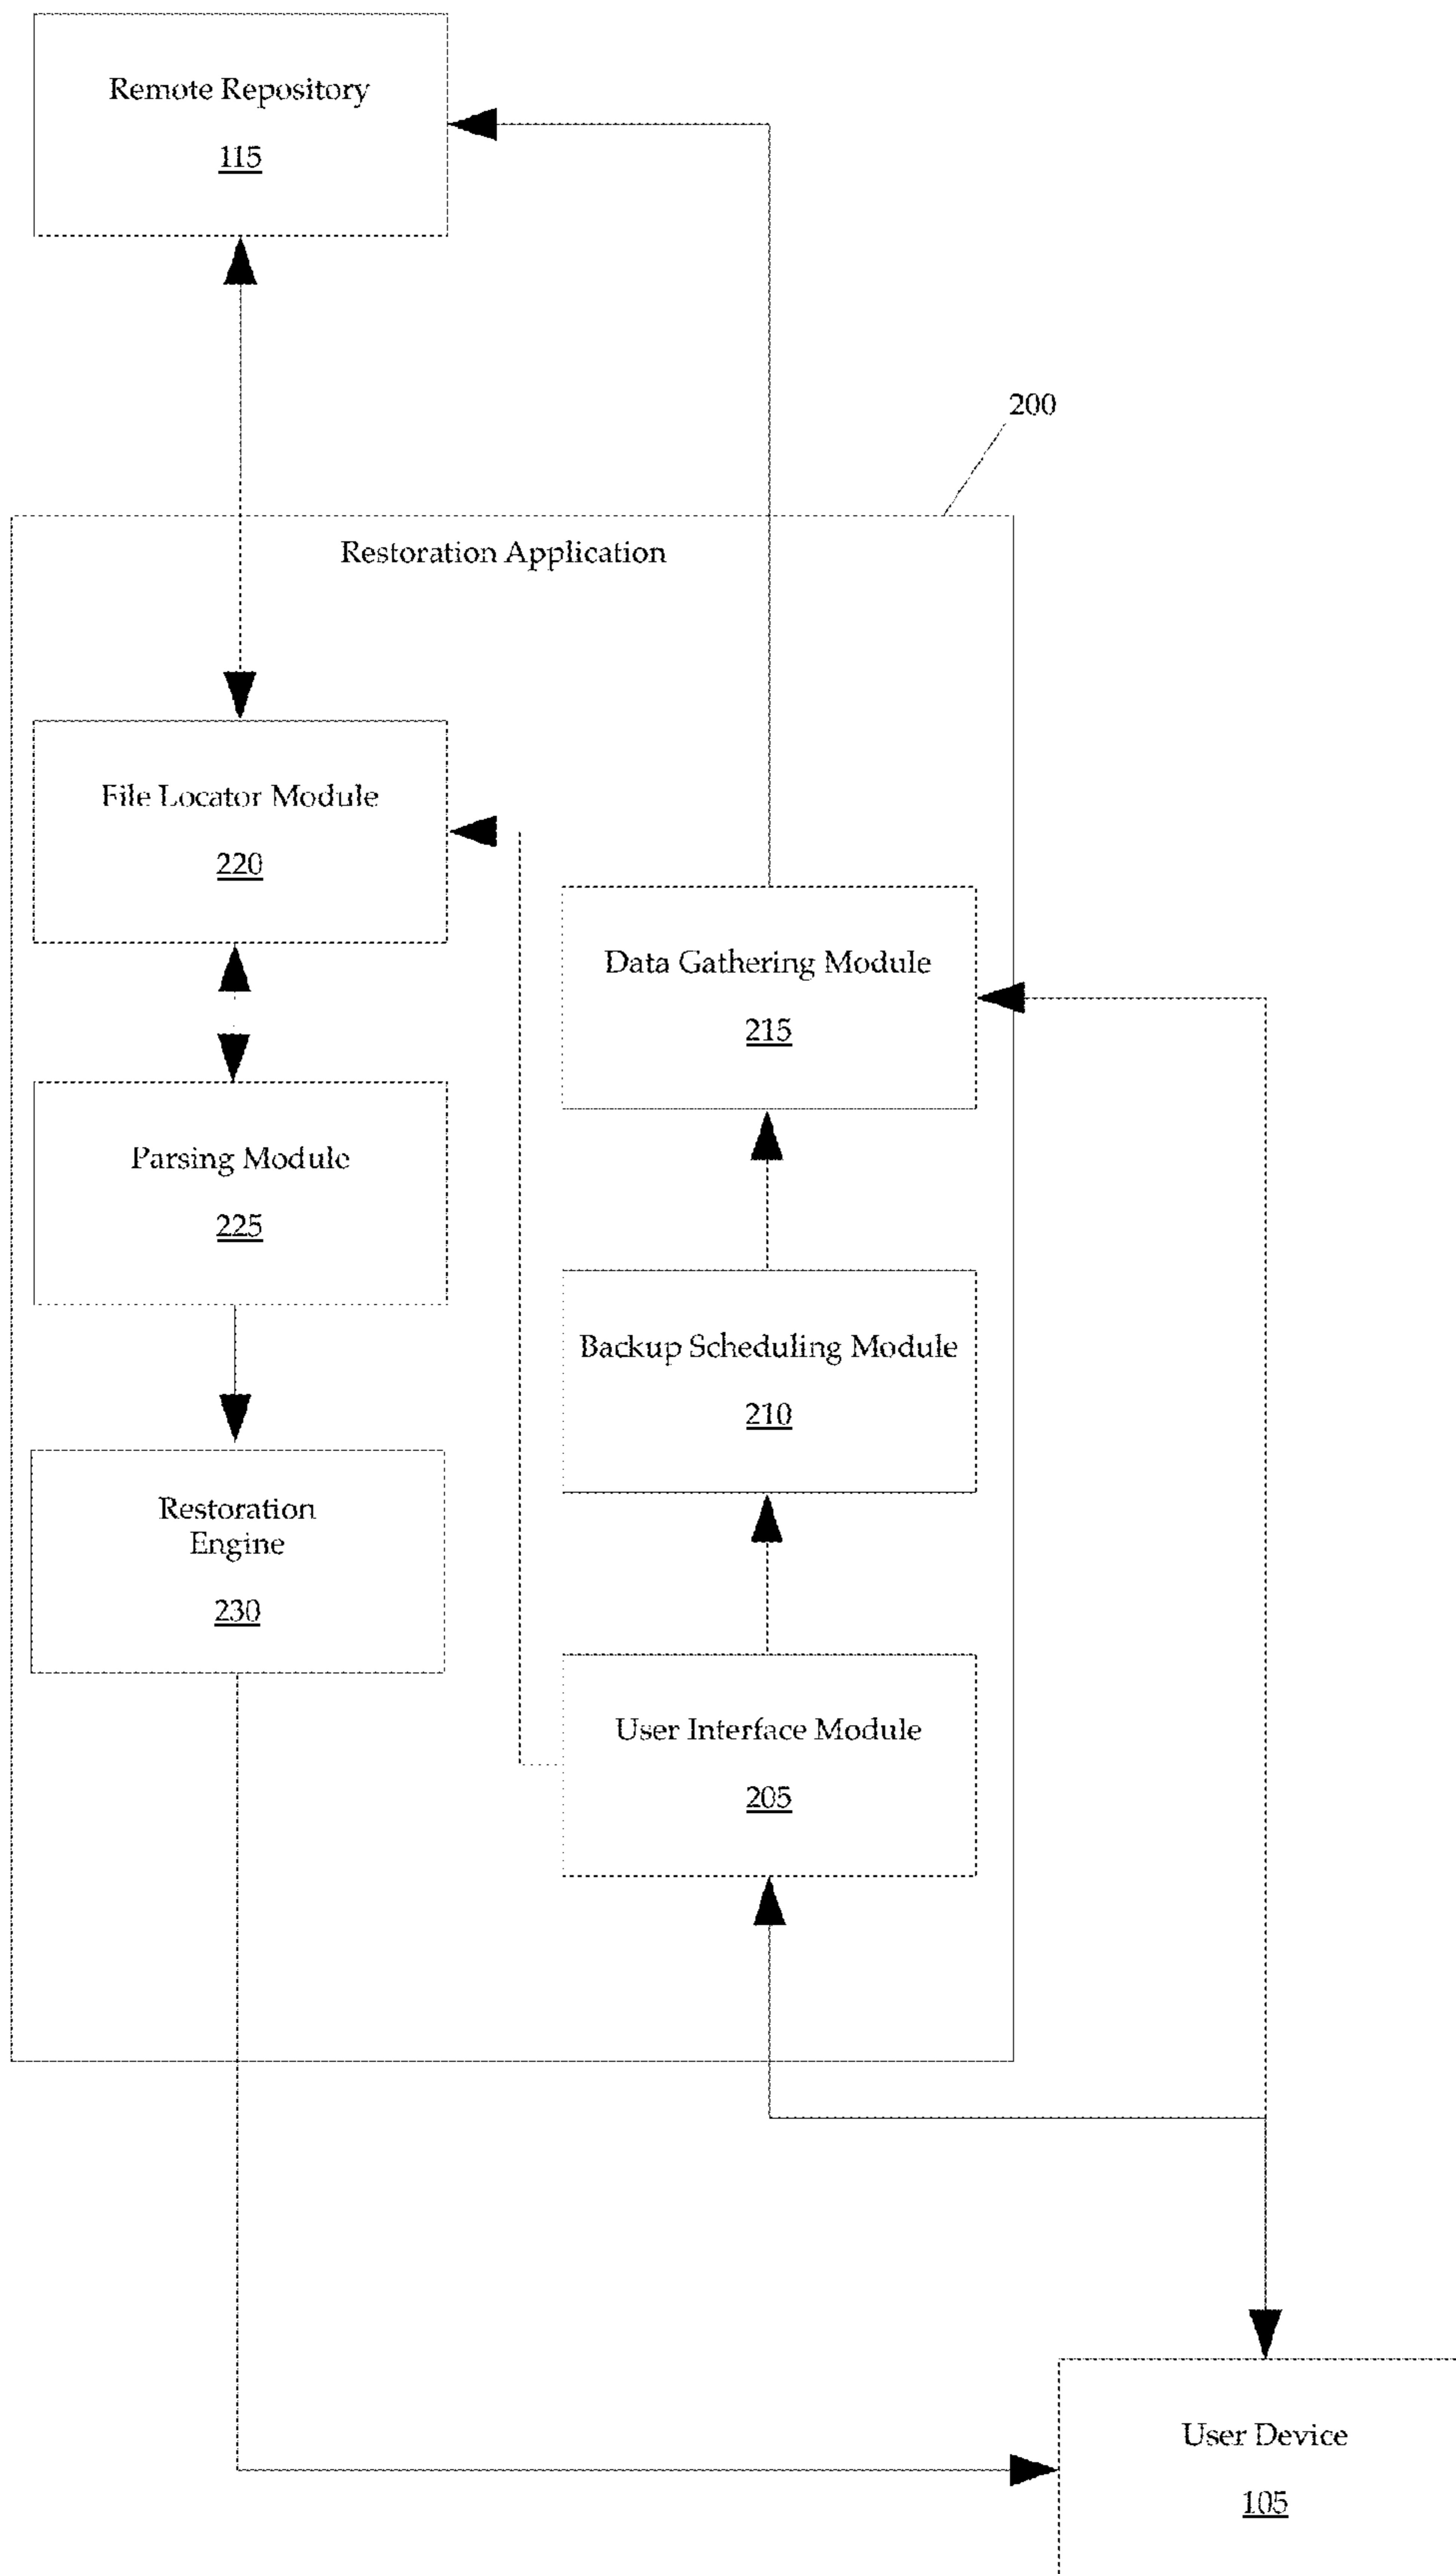 Remote Repository
115
200
Restoration Application
File Locator Module
220
Data Gathering Module
215
Parsing Module
225
Backup Scheduling Module
210
Restoration
Engine
230
User Interface Module
205
User Device
105